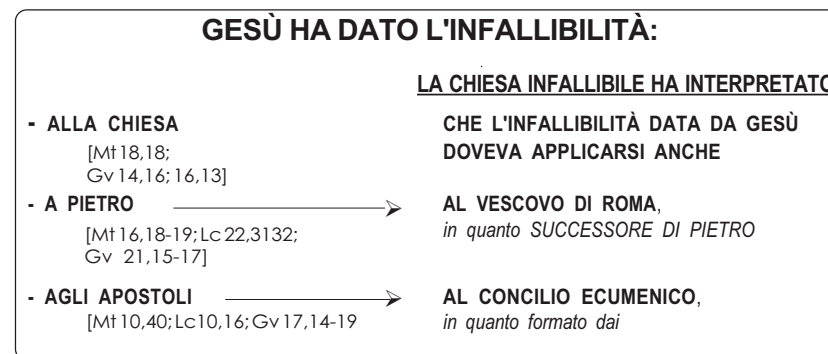 GESÙ HA DATO L'INFALLIBILITÀ:
LA CHIESA INFALLIBILE HA INTERPRETATO
- ALLA CHIESA
[Mt 18,18;
Gv 14,16; 16,13]
CHE L'INFALLIBILITÀ DATA DA GESÙ
DOVEVA APPLICARSI ANCHE
- A PIETRO
[Mt 16,18-19; Lc 22,3132;
Gv 21,15-17]
AL VESCOVO DI ROMA,
in quanto SUCCESSORE DI PIETRO
- AGLI APOSTOLI
[Mt 10,40; Lc 10,16; Gv 17,14-19
AL CONCILIO ECUMENICO,
in quanto formato dai